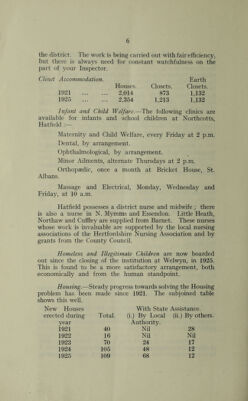 6
the district. The work is being carried out with fair efficiency,
but there is always need for constant watchfulness on the
part of your Inspector.
Closet Accommodation. Earth
Houses. Closets. Closets.
1921 ... ... 2,014 873 1,132
1925 ... ... 2,354 1,213 1,132
Infant and Child Welfare.—The following clinics are
available for infants and school children at Northcotts,
Hatfield :—
Maternity and Child Welfare, every Friday at 2 p.m.
Dental, by arrangement.
Ophthalmological, by arrangement.
Minor Ailments, alternate Thursdays at 2 p.m.
Orthopædic, once a month at Bricket House, St.
Albans.
Massage and Electrical, Monday, Wednesday and
Friday, at 10 a.m.
Hatfield possesses a district nurse and midwife ; there
is also a nurse in N. Mymms and Essendon. Little Heath,
Northaw and Cuffley are supplied from Barnet. These nurses
whose work is invaluable are supported by the local nursing
associations of the Hertfordshire Nursing Association and by
grants from the County Council.
Homeless and Illegitimate Children are now boarded
out since the closing of the institution at Welwyn, in 1925.
This is found to be a more satisfactory arrangement, both
economically and from the human standpoint.
Housing.—Steady progress towards solving the Housing
problem has been made since 1921. The subjoined table
shows this well.
New Houses With State Assistance.
erected during Total. (i.) By Local (ii.) By others.
year Authority.
1921 40 Nil 28
1922 16 Nil Nil
1923 70 24 17
1924 105 48 12
1925 109 68 12